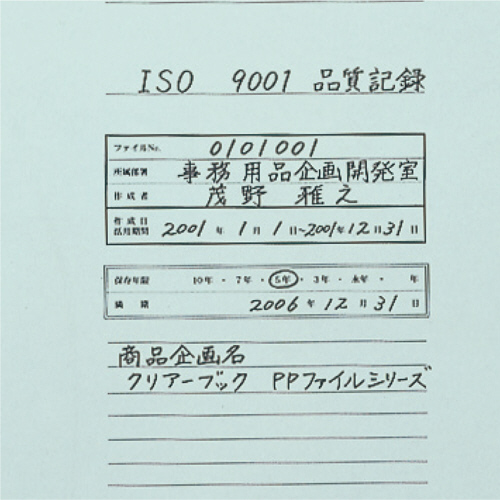 ISO 9001 品質記録
ファイルNo. 0101001
所属部署 事務用品企画開発室
作成者 茂野 雅之
作成日 活用期間 2001年1月1日~2001年12月31日
保存年限 10年・7年・5年・3年・永年・ 年
満期 2006年12月31日
商品企画名
クリアーブック PPファイルシリーズ